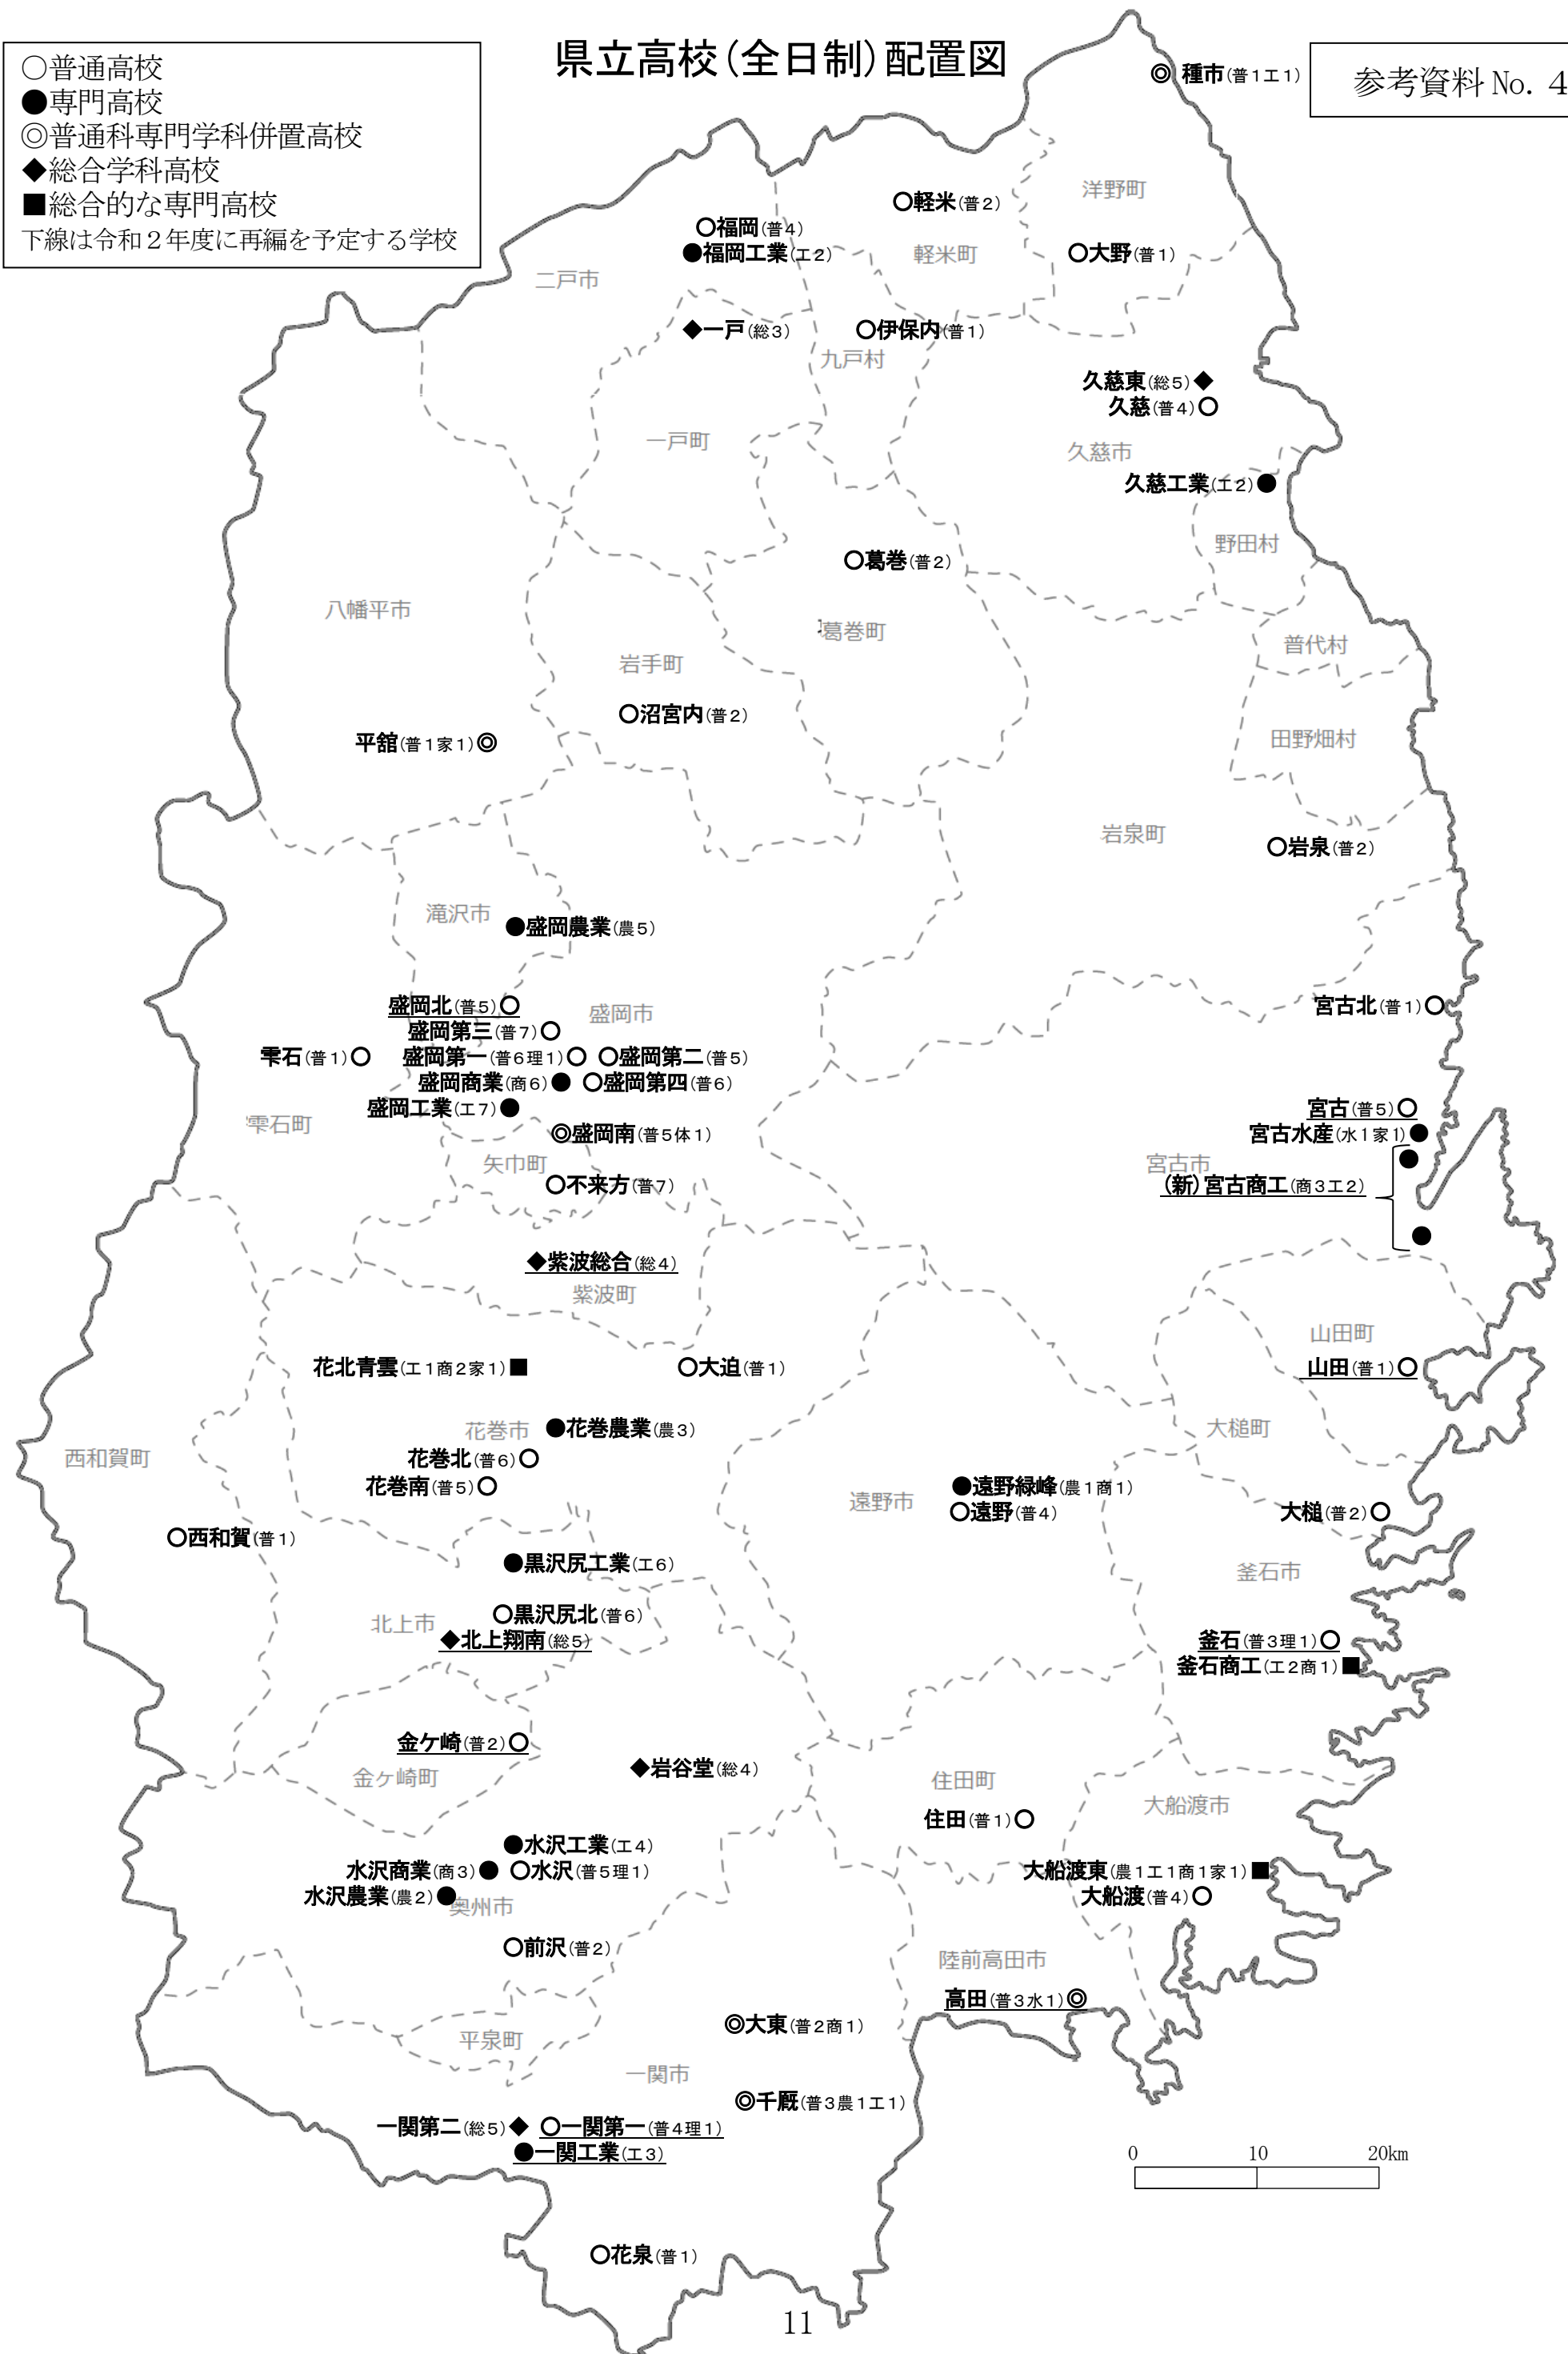 県立高校(全日制)配置図
参考資料 No. 4
○普通高校
●専門高校
◎普通科専門学科併置高校
◆総合学科高校
■総合的な専門高校
下線は令和2年度に再編を予定する学校
◎ 種市(普1工1)
洋野町
○軽米(普2)
○福岡(普4)
●福岡工業(工2)
軽米町
○大野(普1)
二戸市
◆一戸(総3)
○伊保内(普1)
九戸村
久慈東(総5)◆
久慈(普4)○
一戸町
久慈市
久慈工業(工2)●
野田村
○葛巻(普2)
八幡平市
葛巻町
普代村
岩手町
○沼宮内(普2)
平舘(普1家1)◎
田野畑村
岩泉町
○岩泉(普2)
滝沢市
●盛岡農業(農5)
盛岡北(普5)○
盛岡市
宮古北(普1)○
盛岡第三(普7)○
雫石(普1)○
盛岡第一(普6理1)○
○盛岡第二(普5)
盛岡商業(商6)●
○盛岡第四(普6)
盛岡工業(工7)●
宮古(普5)○
雫石町
◎盛岡南(普5体1)
宮古水産(水1家1)●
矢巾町
宮古市
●
○不来方(普7)
(新)宮古商工(商3工2)
●
◆紫波総合(総4)
紫波町
山田町
花北青雲(工1商2家1)■
○大迫(普1)
山田(普1)○
花巻市
●花巻農業(農3)
大槌町
西和賀町
花巻北(普6)○
花巻南(普5)○
●遠野緑峰(農1商1)
遠野市
○遠野(普4)
大槌(普2)○
○西和賀(普1)
●黒沢尻工業(工6)
釜石市
○黒沢尻北(普6)
北上市
◆北上翔南(総5)
釜石(普3理1)○
釜石商工(工2商1)■
金ケ崎(普2)○
◆岩谷堂(総4)
金ヶ崎町
住田町
大船渡市
住田(普1)○
●水沢工業(工4)
水沢商業(商3)●
○水沢(普5理1)
大船渡東(農1工1商1家1)■
水沢農業(農2)●
大船渡(普4)○
奥州市
○前沢(普2)
陸前高田市
高田(普3水1)◎
◎大東(普2商1)
平泉町
一関市
◎千厩(普3農1工1)
一関第二(総5)◆
○一関第一(普4理1)
●一関工業(工3)
0 10 20km
○花泉(普1)
11